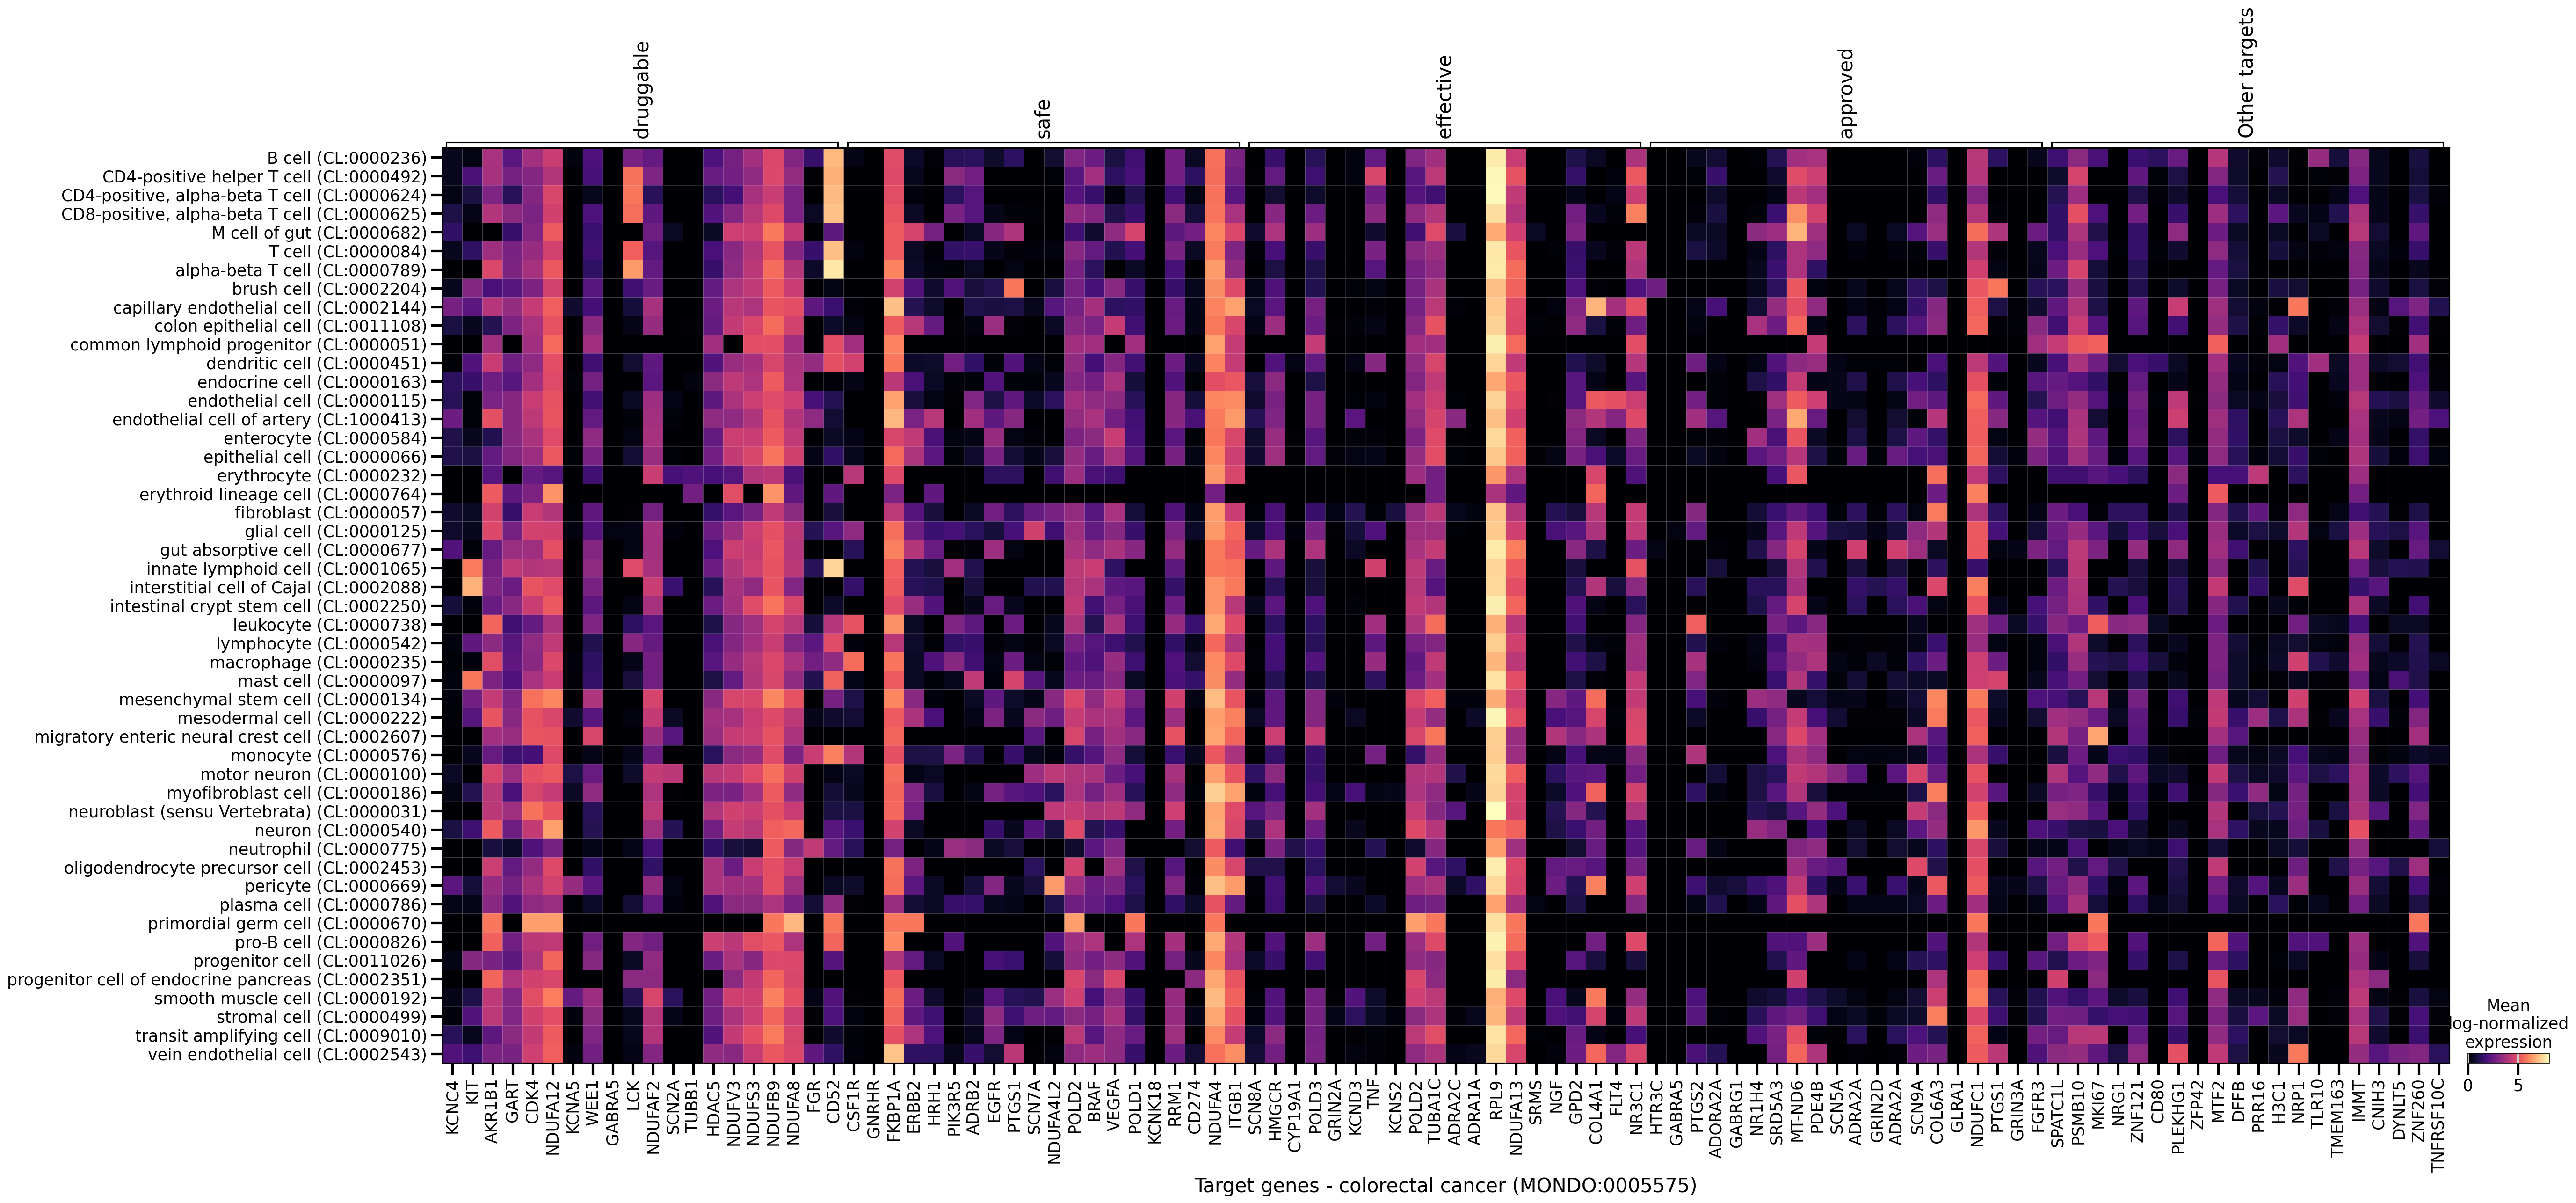 druggable
safe
effective
approved
Other targets
B cell (CL:0000236)
CD4-positive helper T cell (CL:0000492)
CD4-positive, alpha-beta T cell (CL:0000624)
CD8-positive, alpha-beta T cell (CL:0000625)
M cell of gut (CL:0000682)
T cell (CL:0000084)
alpha-beta T cell (CL:0000789)
brush cell (CL:0002204)
capillary endothelial cell (CL:0002144)
colon epithelial cell (CL:0011108)
common lymphoid progenitor (CL:0000051)
dendritic cell (CL:0000451)
endocrine cell (CL:0000163)
endothelial cell (CL:0000115)
endothelial cell of artery (CL:1000413)
enterocyte (CL:0000584)
epithelial cell (CL:0000066)
erythrocyte (CL:0000232)
erythroid lineage cell (CL:0000764)
fibroblast (CL:0000057)
glial cell (CL:0000125)
gut absorptive cell (CL:0000677)
innate lymphoid cell (CL:0001065)
interstitial cell of Cajal (CL:0002088)
intestinal crypt stem cell (CL:0002250)
leukocyte (CL:0000738)
lymphocyte (CL:0000542)
macrophage (CL:0000235)
mast cell (CL:0000097)
mesenchymal stem cell (CL:0000134)
mesodermal cell (CL:0000222)
migratory enteric neural crest cell (CL:0002607)
monocyte (CL:0000576)
motor neuron (CL:0000100)
myofibroblast cell (CL:0000186)
neuroblast (sensu Vertebrata) (CL:0000031)
neuron (CL:0000540)
neutrophil (CL:0000775)
oligodendrocyte precursor cell (CL:0002453)
pericyte (CL:0000669)
plasma cell (CL:0000786)
primordial germ cell (CL:0000670)
pro-B cell (CL:0000826)
progenitor cell (CL:0011026)
progenitor cell of endocrine pancreas (CL:0002351)
smooth muscle cell (CL:0000192)
stromal cell (CL:0000499)
transit amplifying cell (CL:0009010)
vein endothelial cell (CL:0002543)
Mean
log-normalized
expression
0
5
KCNC4
KIT
AKR1B1
GART
CDK4
NDUFA12
KCNA5
WEE1
GABRA5
LCK
NDUFAF2
SCN2A
TUBB1
HDAC5
NDUFV3
NDUFS3
NDUFB9
NDUFA8
FGR
CD52
CSF1R
GNRHR
FKBP1A
ERBB2
HRH1
PIK3R5
ADRB2
EGFR
PTGS1
SCN7A
NDUFA4L2
POLD2
BRAF
VEGFA
POLD1
KCNK18
RRM1
CD274
NDUFA4
ITGB1
SCN8A
HMGCR
CYP19A1
POLD3
GRIN2A
KCND3
TNF
KCNS2
POLD2
TUBA1C
ADRA2C
ADRA1A
RPL9
NDUFA13
SRMS
NGF
GPD2
COL4A1
FLT4
NR3C1
HTR3C
GABRA5
PTGS2
ADORA2A
GABRG1
NR1H4
SRD5A3
MT-ND6
PDE4B
SCN5A
ADRA2A
GRIN2D
ADRA2A
SCN9A
COL6A3
GLRA1
NDUFC1
PTGS1
GRIN3A
FGFR3
SPATC1L
PSMB10
MKI67
NRG1
ZNF121
CD80
PLEKHG1
ZFP42
MTF2
DFFB
PRR16
H3C1
NRP1
TLR10
TMEM163
IMMT
CNIH3
DYNLT5
ZNF260
TNFRSF10C
Target genes - colorectal cancer (MONDO:0005575)